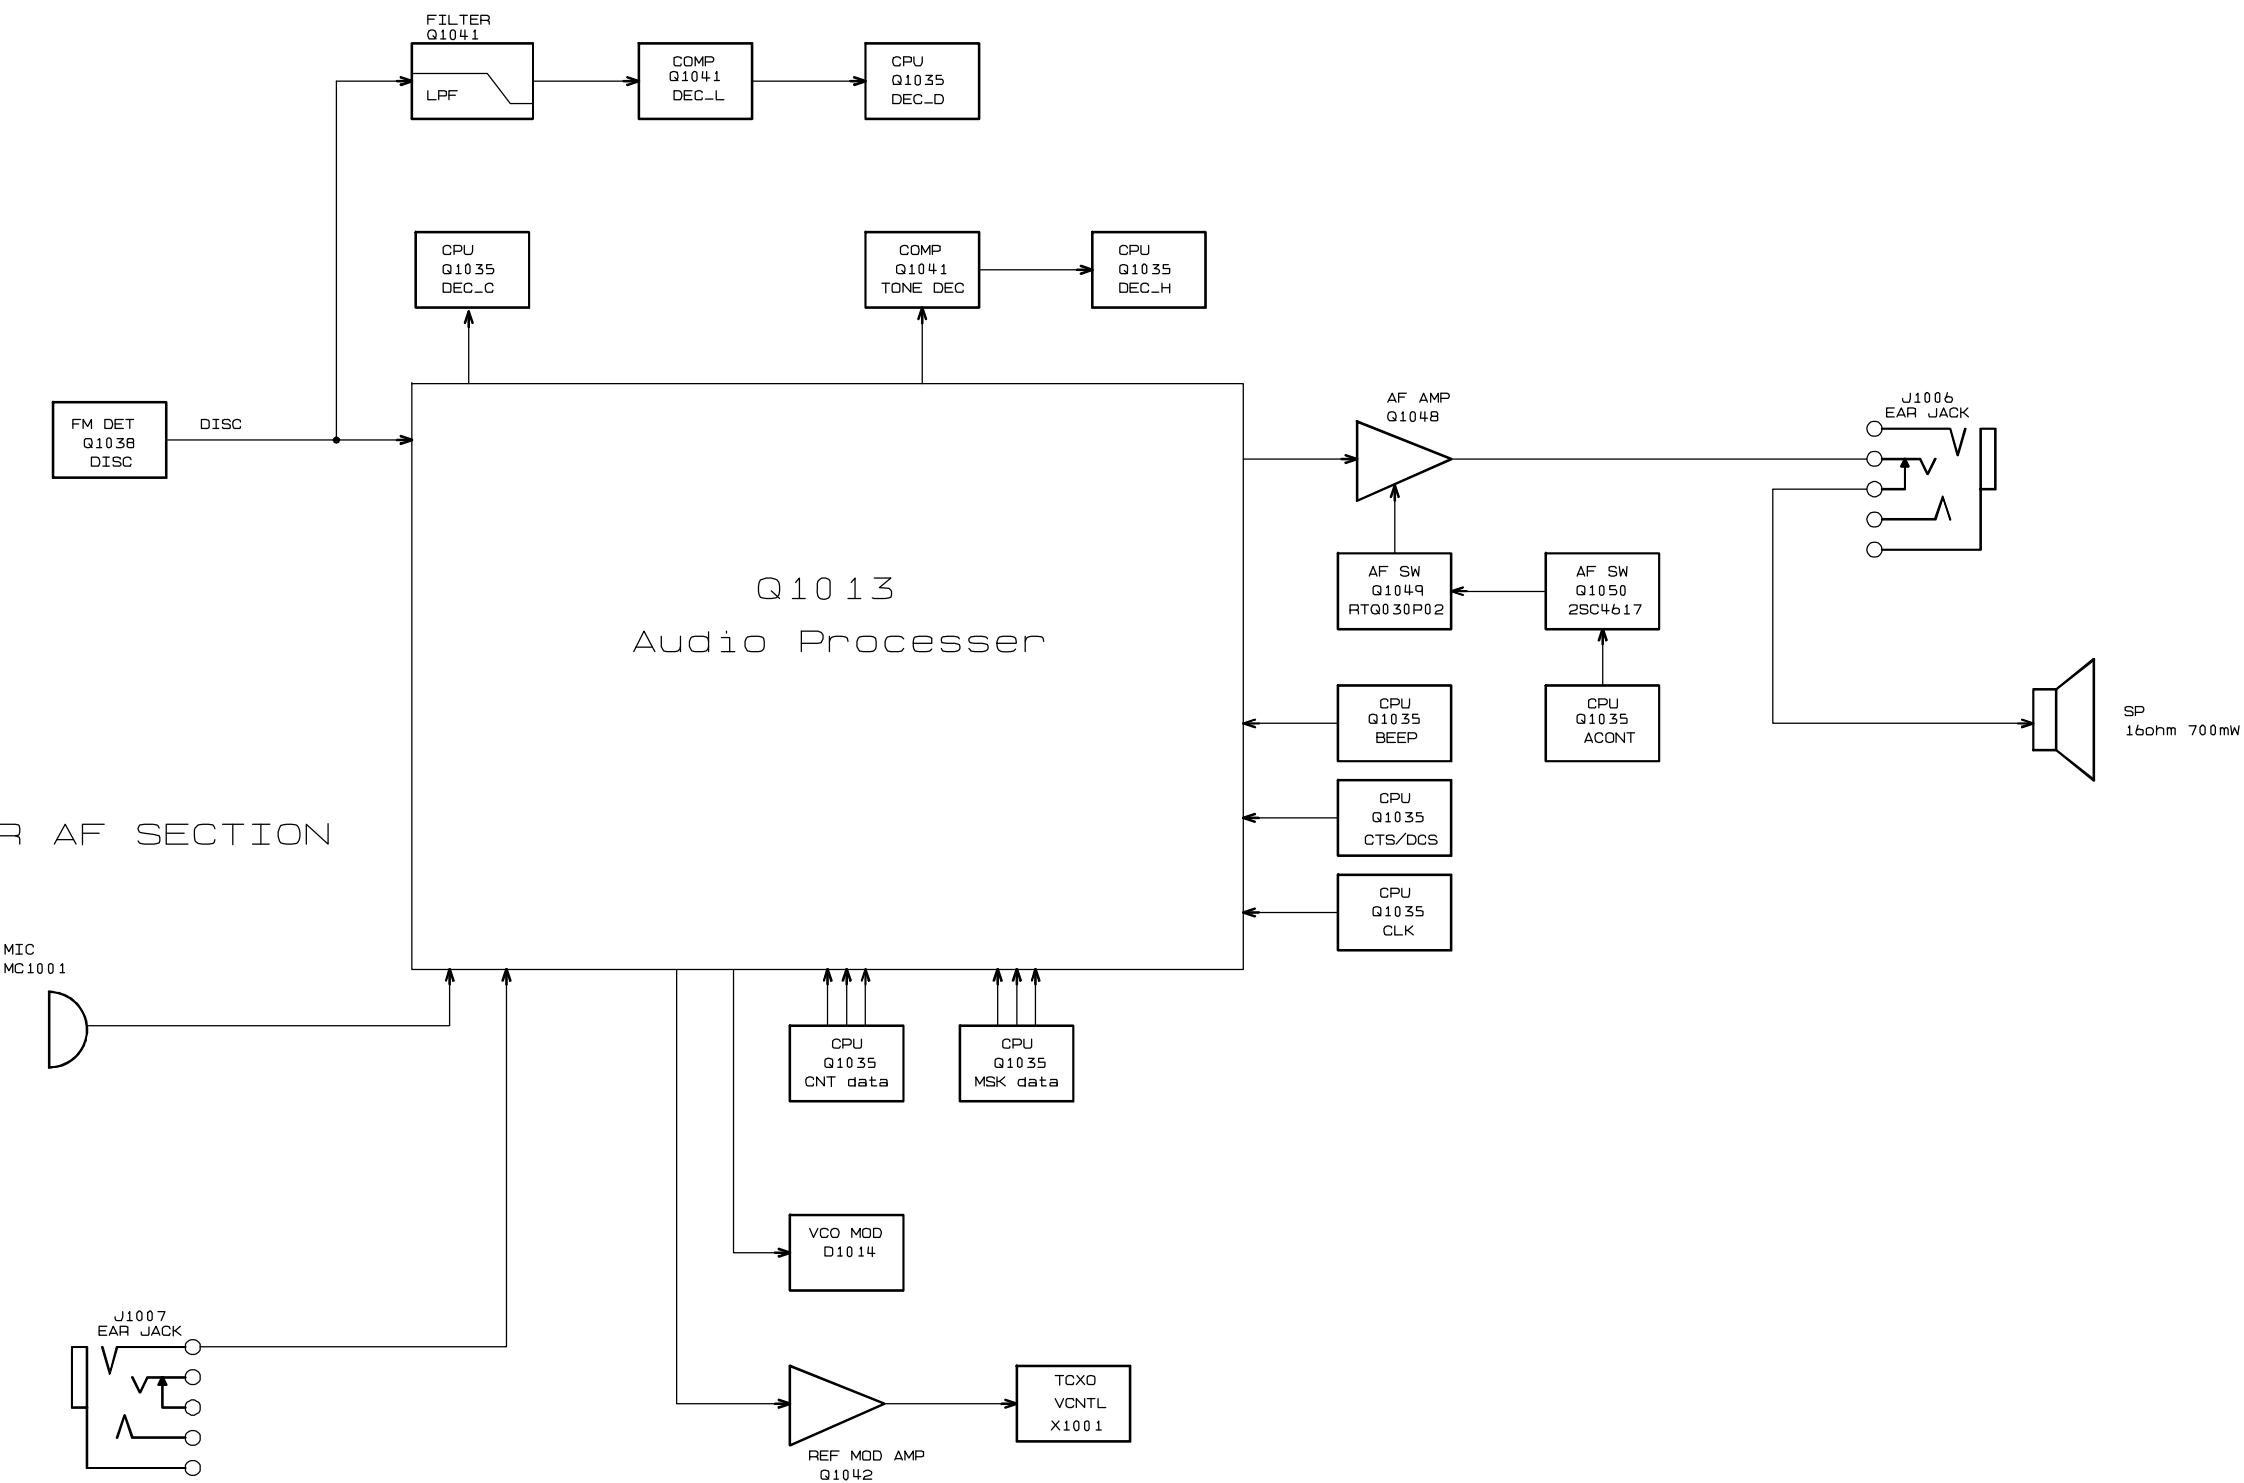 FILTER
Q1041
LPF
COMP
Q1041
DEC_L
CPU
Q1035
DEC_D
CPU
Q1035
DEC_C
COMP
Q1041
TONE DEC
CPU
Q1035
DEC_H
FM DET
Q1038
DISC
DISC
AF AMP
Q1048
J1006
EAR JACK
Q1013
Audio Processer
AF SW
Q1049
RTQ030P02
AF SW
Q1050
2SC4617
CPU
Q1035
BEEP
CPU
Q1035
ACONT
SP
16ohm 700mW
CPU
Q1035
CTS/DCS
R AF SECTION
CPU
Q1035
CLK
MIC
MC1001
CPU
Q1035
CNT data
CPU
Q1035
MSK data
VCO MOD
D1014
J1007
EAR JACK
TCXO
VCNTL
X1001
REF MOD AMP
Q1042